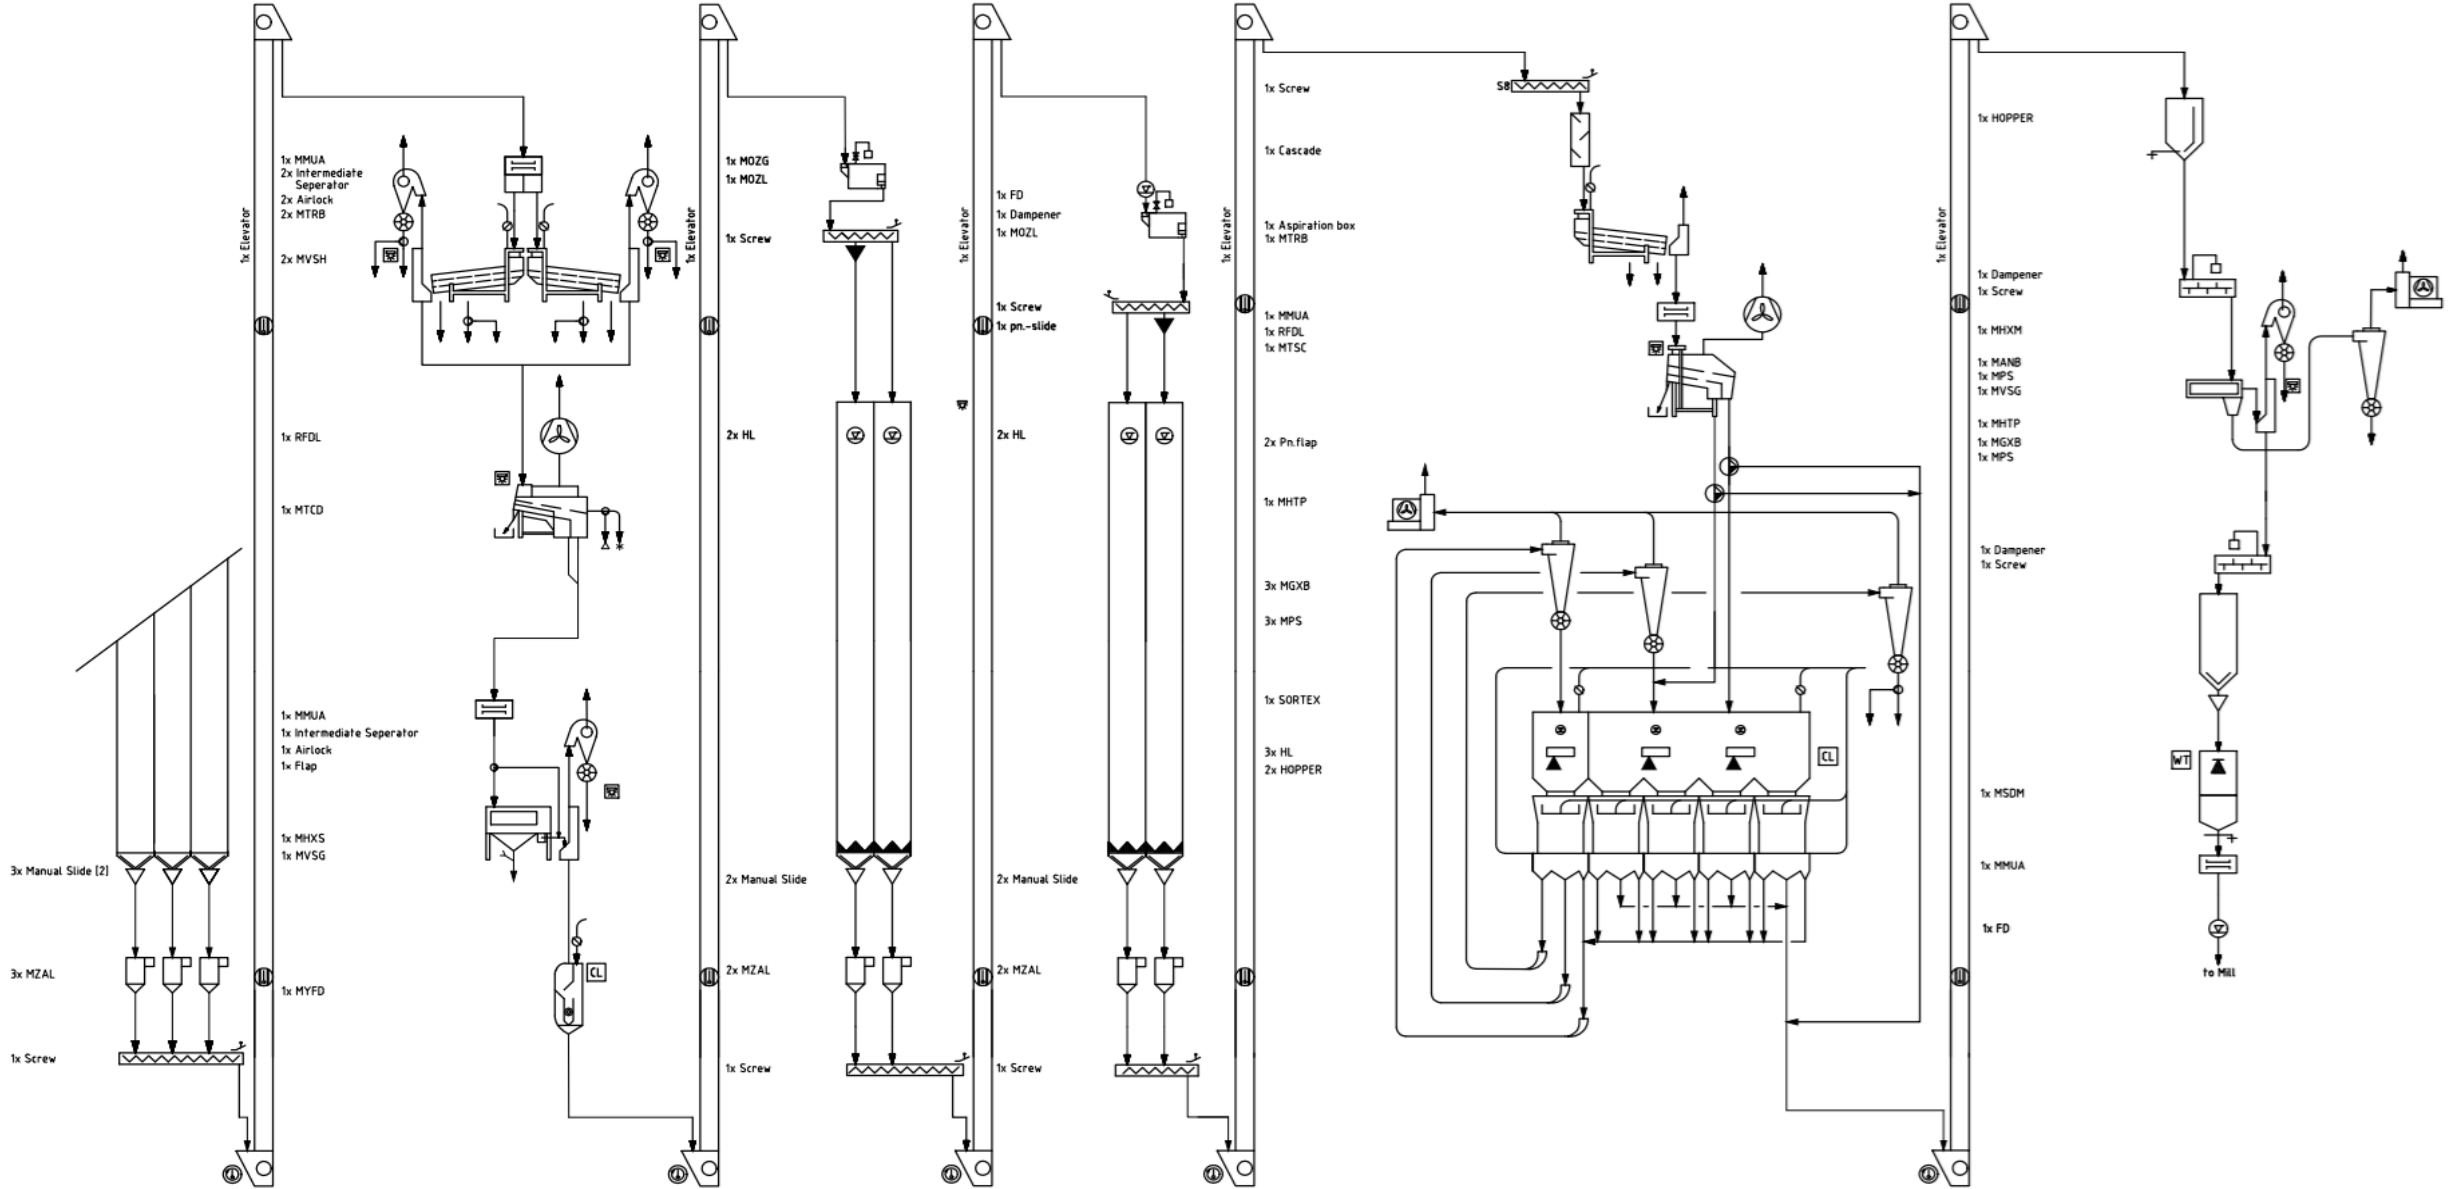 3x Manual Slide [2]
3x MZAL
1x Screw
1x Elevator
1x MMUA
2x Intermediate
Seperator
2x Airlock
2x MTRB
2x MVSH
1x RFDL
1x MTCD
1x MMUA
1x Intermediate Seperator
1x Airlock
1x Flap
1x MHXS
1x MVSG
1x MYFD
CL
1x Elevator
1x MOZG
1x MOZL
1x Screw
2x HL
2x Manual Slide
2x MZAL
1x Screw
1x Elevator
1x FD
1x Dampener
1x MOZL
1x Screw
1x pn.-slide
2x HL
2x Manual Slide
2x MZAL
1x Screw
1x Elevator
1x Screw
S8
1x Cascade
1x Aspiration box
1x MTRB
1x MMUA
1x RFDL
1x MTSC
2x Pn.flap
1x MHTP
3x MGXB
3x MPS
1x SORTEX
3x HL
2x HOPPER
CL
1x Elevator
1x HOPPER
1x Dampener
1x Screw
1x MHXM
1x MANB
1x MPS
1x MVSG
1x MHTP
1x MGXB
1x MPS
1x Dampener
1x Screw
WT
1x MSDM
1x MMUA
1x FD
to Mill